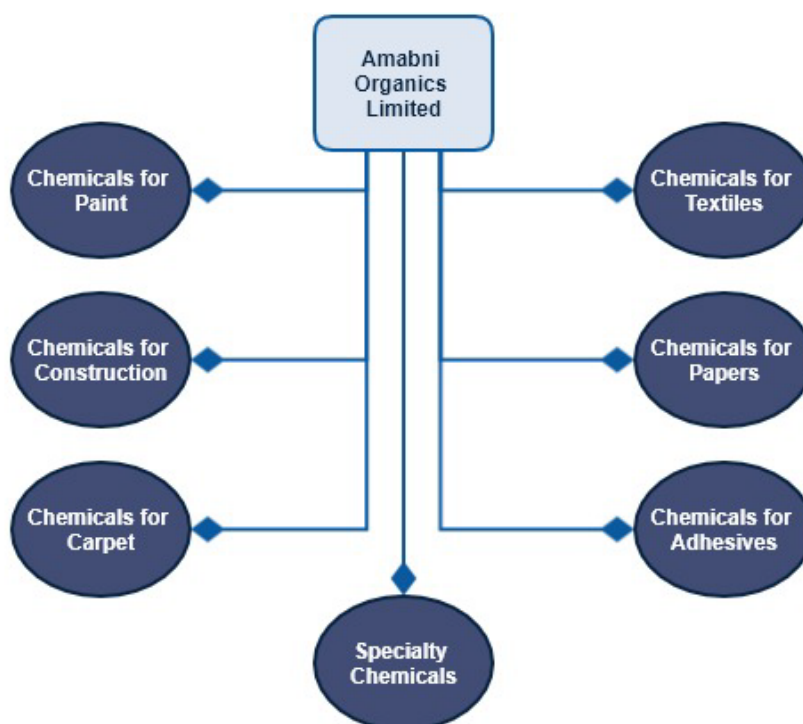 Amabni
Organics
Limited
Chemicals for
Paint
Chemicals for
Textiles
Chemicals for
Construction
Chemicals for
Papers
Chemicals for
Carpet
Chemicals for
Adhesives
Specialty
Chemicals